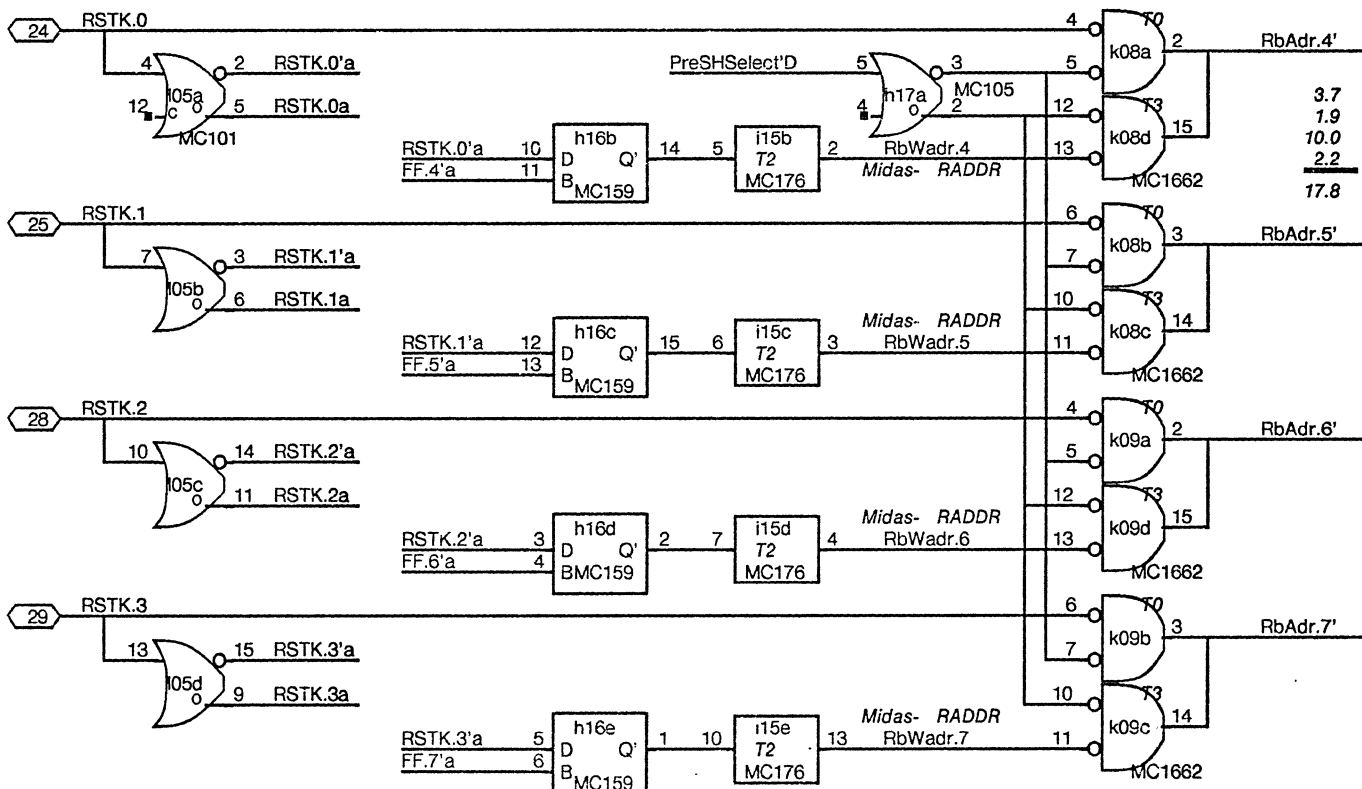 24 RSTK.0 4 T0
k08a 2 RbAdr.4'
4 2 RSTK.0'a PreSHSelect'D 5 3 5
I05a O h17a MC105
12 c 5 RSTK.0a 4 O 2 12 T3 15
MC101 k08d
3.7
1.9
10.0
2.2
17.8
RSTK.0'a 10 D h16b Q' 14 5 i15b 2 RbWadr.4 13
FF.4'a 11 B MC159 T2 MC176 Midas- RADDR MC1662
25 RSTK.1 6 T0
k08b 3 RbAdr.5'
7 3 RSTK.1'a 7
I05b O
6 RSTK.1a 10 T3
k08c 14
Midas- RADDR
RSTK.1'a 12 D h16c Q' 15 6 i15c 3 RbWadr.5 11
FF.5'a 13 B MC159 T2 MC176 MC1662
28 RSTK.2 4 T0
k09a 2 RbAdr.6'
10 14 RSTK.2'a 5
I05c O
11 RSTK.2a 12 T3
k09d 15
Midas- RADDR
RSTK.2'a 3 D h16d Q' 2 7 i15d 4 RbWadr.6 13
FF.6'a 4 B MC159 T2 MC176 MC1662
29 RSTK.3 6 T0
k09b 3 RbAdr.7'
13 15 RSTK.3'a 7
I05d O
9 RSTK.3a 10 T3
k09c 14
Midas- RADDR
RSTK.3'a 5 D h16e Q' 1 10 i15e 13 RbWadr.7 11
FF.7'a 6 B MC159 T2 MC176 MC1662